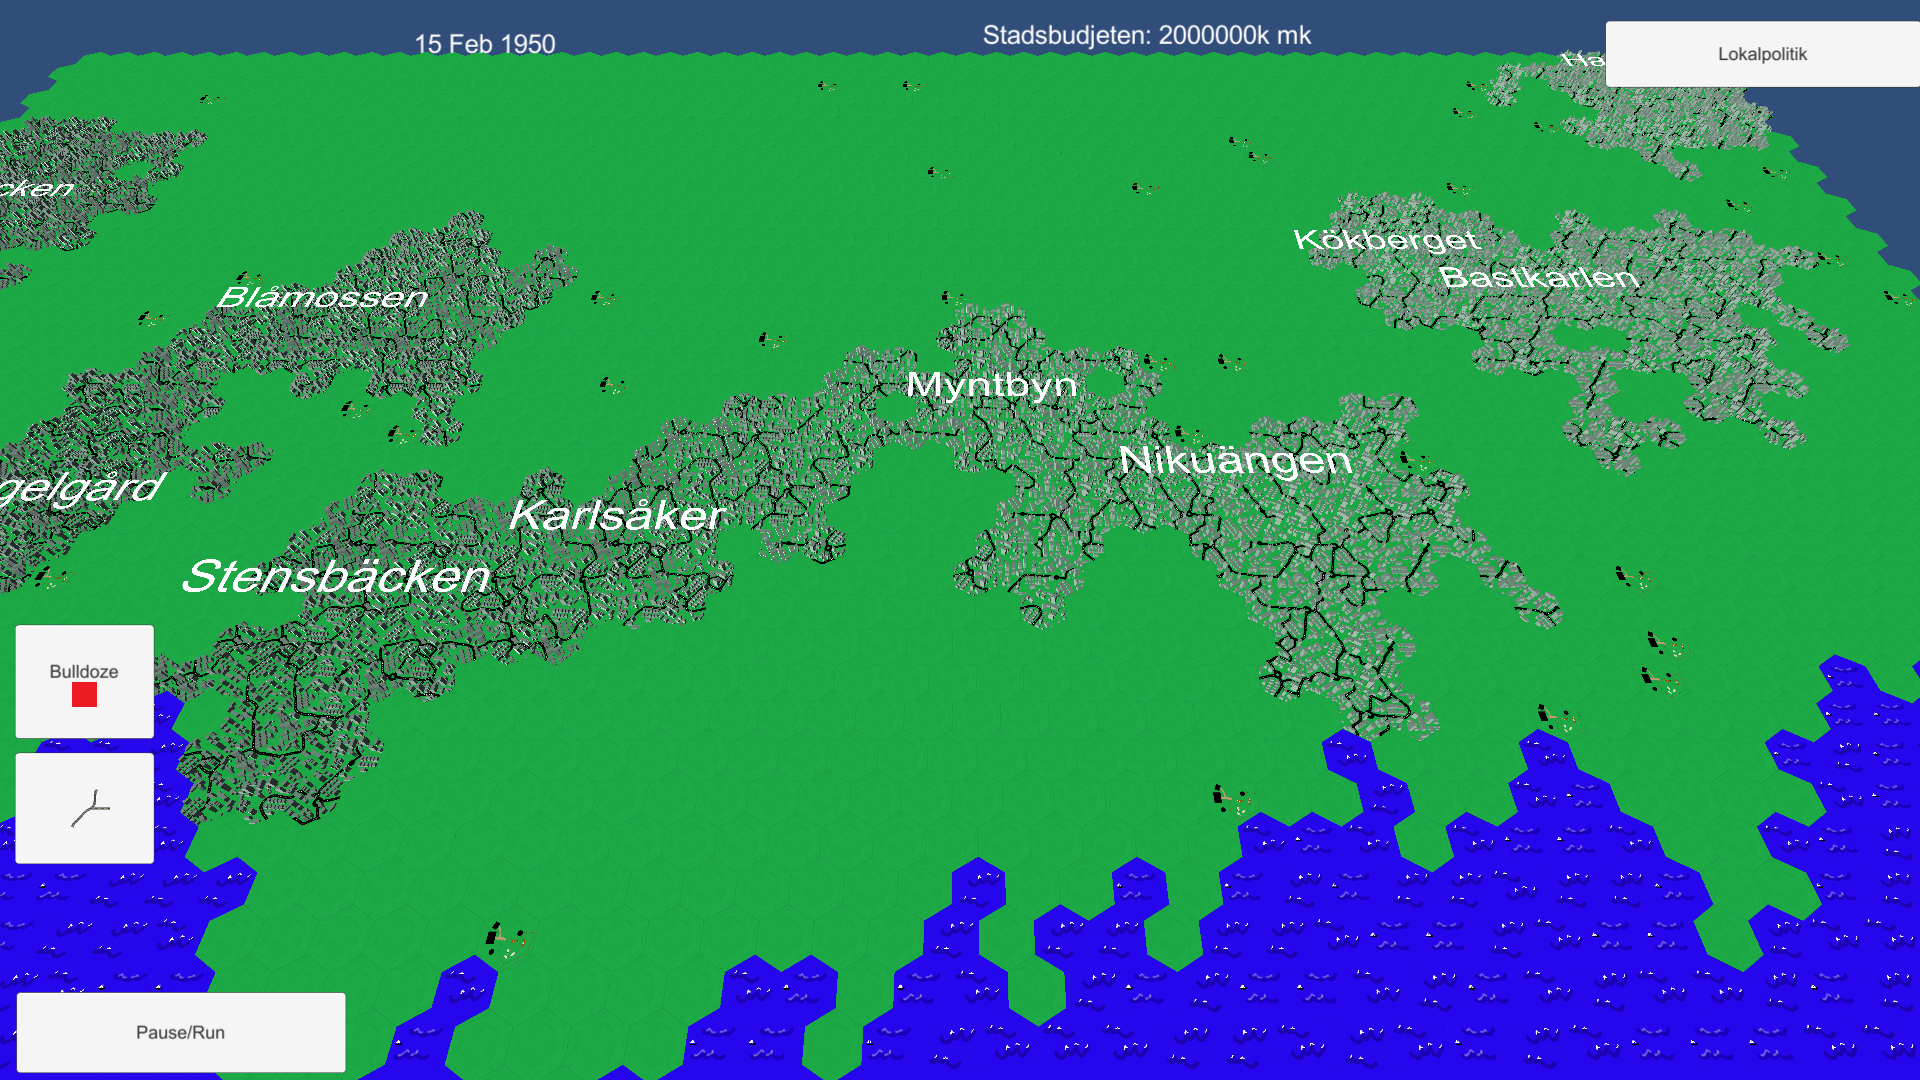 15 Feb 1950
Stadsbudjeten: 2000000k mk
Lokalpolitik
Kökberget
Bastkarlen
Blåmossen
Myntbyn
Nikuängen
Karlsåker
Stensbäcken
Bulldoze
Pause/Run